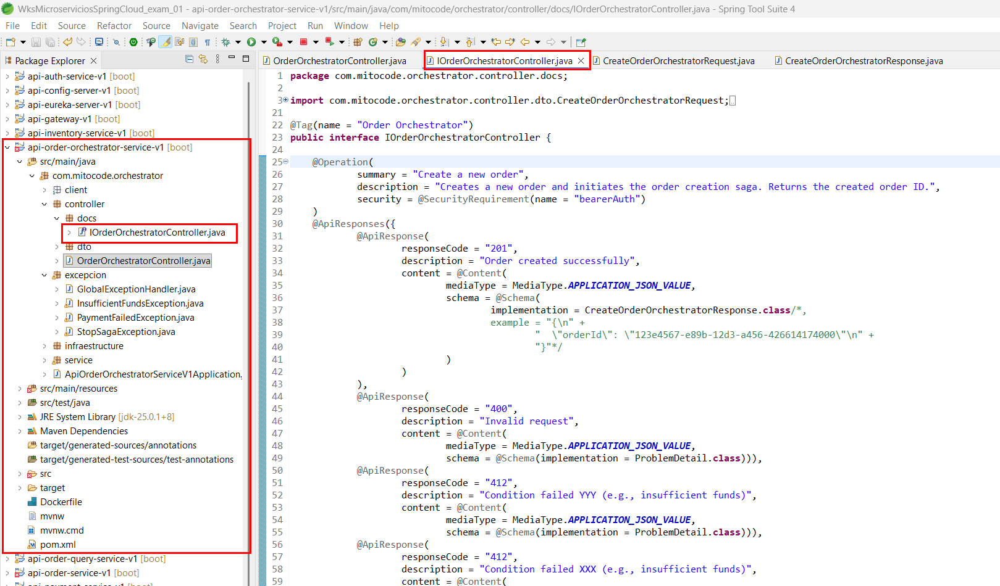 WksMicroserviciosSpringCloud_exam_01 - api-order-orchestrator-service-v1/src/main/java/com/mitocode/orchestrator/controller/docs/IOrderOrchestratorController.java - Spring Tool Suite 4
File Edit Source Refactor Source Navigate Search Project Run Window Help
Package Explorer
api-auth-service-v1 [boot]
api-config-server-v1 [boot]
api-eureka-server-v1 [boot]
api-gateway-v1 [boot]
api-inventory-service-v1 [boot]
api-order-orchestrator-service-v1 [boot]
src/main/java
com.mitocode.orchestrator
client
controller
docs
IOrderOrchestratorController.java
dto
OrderOrchestratorController.java
excepcion
GlobalExceptionHandler.java
InsufficientFundsException.java
PaymentFailedException.java
StopSagaException.java
infraestructure
service
ApiOrderOrchestratorServiceV1Application.
src/main/resources
src/test/java
JRE System Library [jdk-25.0.1+8]
Maven Dependencies
target/generated-sources/annotations
target/generated-test-sources/test-annotations
src
target
Dockerfile
mvnw
mvnw.cmd
pom.xml
api-order-query-service-v1 [boot]
api-order-service-v1 [boot]
api-payment-service-v1 [boot]
OrderOrchestratorController.java IOrderOrchestratorController.java CreateOrderOrchestratorRequest.java CreateOrderOrchestratorResponse.java
1 package com.mitocode.orchestrator.controller.docs;
2
3 import com.mitocode.orchestrator.controller.dto.CreateOrderOrchestratorRequest;
21
22 @Tag(name = "Order Orchestrator")
23 public interface IOrderOrchestratorController {
24
25 @Operation(
26 summary = "Create a new order",
27 description = "Creates a new order and initiates the order creation saga. Returns the created order ID.",
28 security = @SecurityRequirement(name = "bearerAuth")
29 )
30 @ApiResponses({
31 @ApiResponse(
32 responseCode = "201",
33 description = "Order created successfully",
34 content = @Content(
35 mediaType = MediaType.APPLICATION_JSON_VALUE,
36 schema = @Schema(
37 implementation = CreateOrderOrchestratorResponse.class/*,
38 example = "{\n" +
39 " \"orderId\": \"123e4567-e89b-12d3-a456-426614174000\"\n" +
40 "}"*/
41 )
42 )
43 ),
44 @ApiResponse(
45 responseCode = "400",
46 description = "Invalid request",
47 content = @Content(
48 mediaType = MediaType.APPLICATION_JSON_VALUE,
49 schema = @Schema(implementation = ProblemDetail.class))),
50 @ApiResponse(
51 responseCode = "412",
52 description = "Condition failed YYY (e.g., insufficient funds)",
53 content = @Content(
54 mediaType = MediaType.APPLICATION_JSON_VALUE,
55 schema = @Schema(implementation = ProblemDetail.class))),
56 @ApiResponse(
57 responseCode = "412",
58 description = "Condition failed XXX (e.g., insufficient funds)",
59 content = @Content(